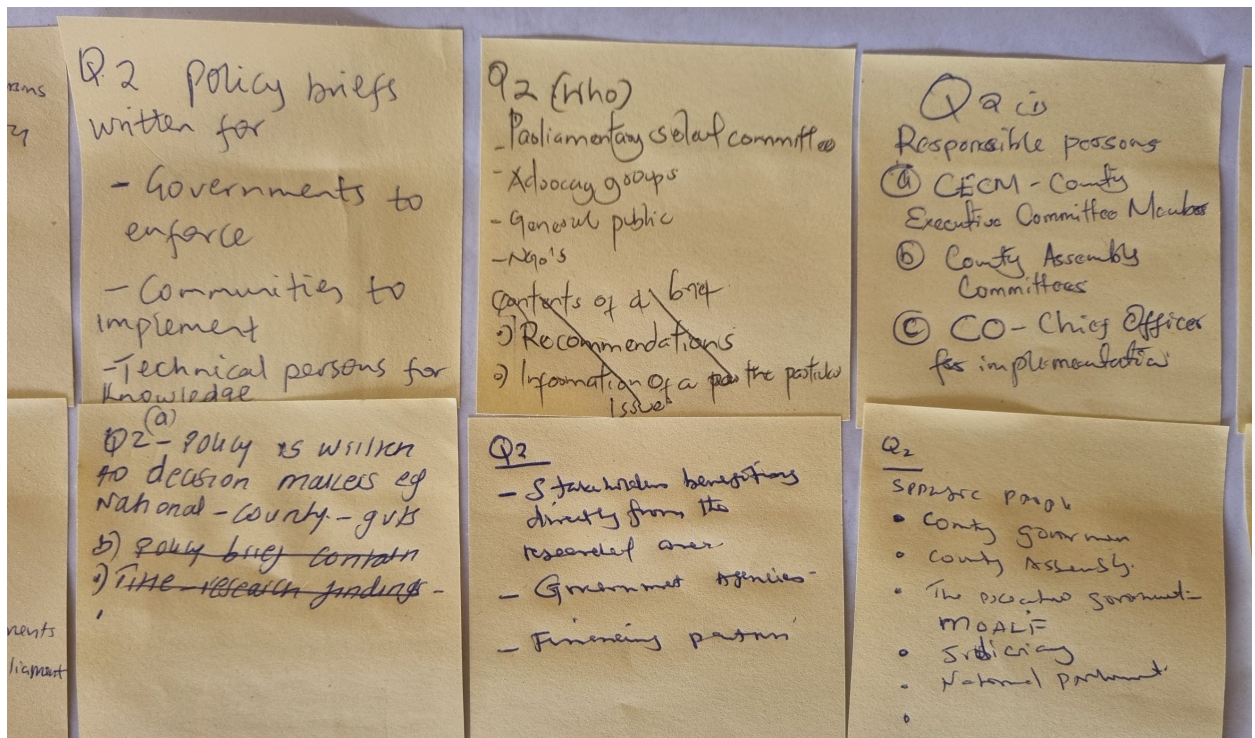 Q.2 Policy briefs
written for
- Governments to
enforce
- Communities to
implement
- Technical persons for
knowledge
Q2 (Who)
- Parliamentary select committee
- Advocacy groups
- General public
- NGO's
Contents of a brief
Recommendations
Information of a the particular
issue
Q2 (i)
Responsible persons
(a) CECM - County
Executive Committee Member
(b) County Assembly
Committees
(c) CO - Chief Officer
for implementation
Q2 (a) - Policy is written
to decision makers eg
National - county - gvts
b) Policy brief contain
Title - research findings -
Q2
- Stakeholders benefitting
directly from the
researched area
- Government Agencies
- Financing partners
Q2
Specific people
• County government
• County Assembly.
• The executive government -
MOALF
• Judiciary
• National parliament
nents
liament